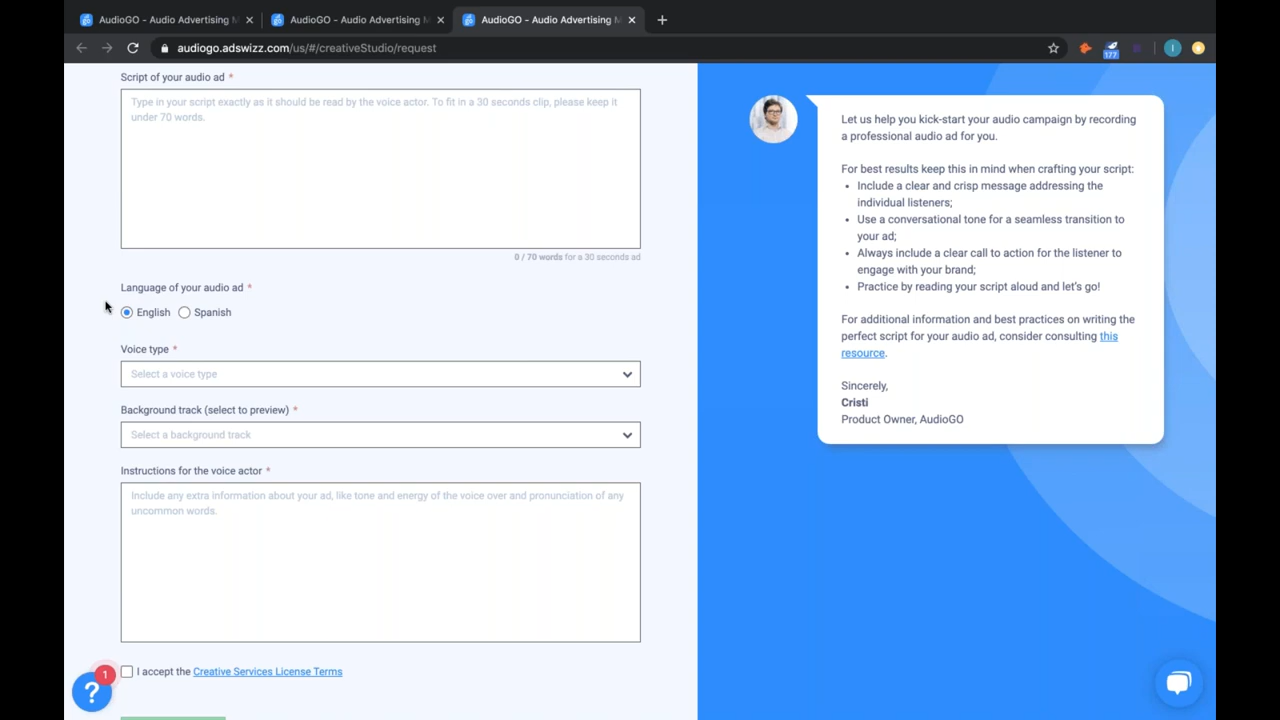 AudioGO - Audio Advertising M
AudioGO - Audio Advertising M
AudioGO - Audio Advertising M
audiogo.adswizz.com/us/#/creativeStudio/request
177
I
Script of your audio ad *
Type in your script exactly as it should be read by the voice actor. To fit in a 30 seconds clip, please keep it
under 70 words.
0 / 70 words for a 30 seconds ad
Language of your audio ad *
English Spanish
Voice type *
Select a voice type
Background track (select to preview) *
Select a background track
Instructions for the voice actor *
Include any extra information about your ad, like tone and energy of the voice over and pronunciation of any
uncommon words.
I accept the Creative Services License Terms
1
?
Let us help you kick-start your audio campaign by recording
a professional audio ad for you.
For best results keep this in mind when crafting your script:
• Include a clear and crisp message addressing the
individual listeners;
• Use a conversational tone for a seamless transition to
your ad;
• Always include a clear call to action for the listener to
engage with your brand;
• Practice by reading your script aloud and let's go!
For additional information and best practices on writing the
perfect script for your audio ad, consider consulting this
resource.
Sincerely,
Cristi
Product Owner, AudioGO